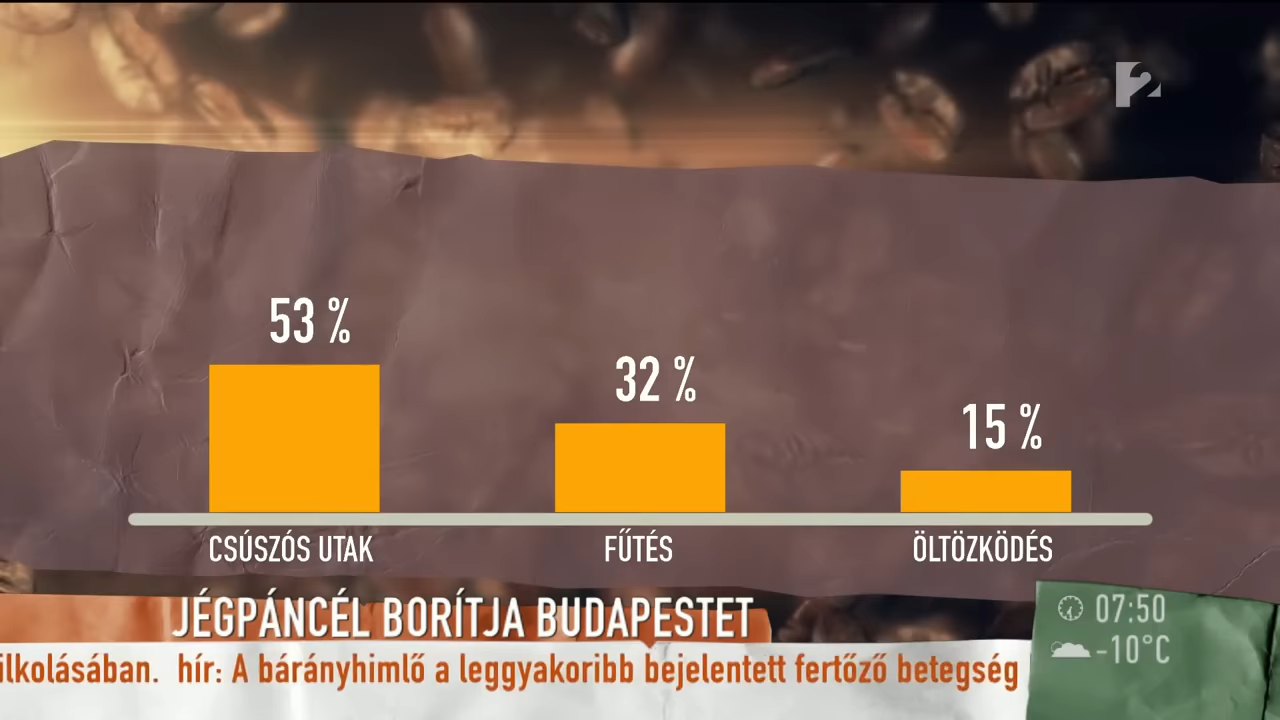 2
53 %
32 %
15 %
CSÚSZÓS UTAK
FŰTÉS
ÖLTÖZKÖDÉS
JÉGPÁNCÉL BORÍTJA BUDAPESTET
07:50
-10°C
hír: A bárányhimlő a leggyakoribb bejelentett fertőző betegség